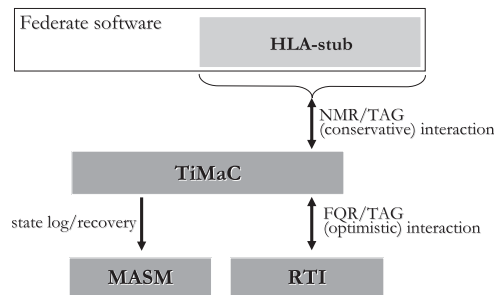 Federate software
HLA-stub
NMR/TAG
(conservative) interaction
TiMaC
state log/recovery
FQR/TAG
(optimistic) interaction
MASM
RTI